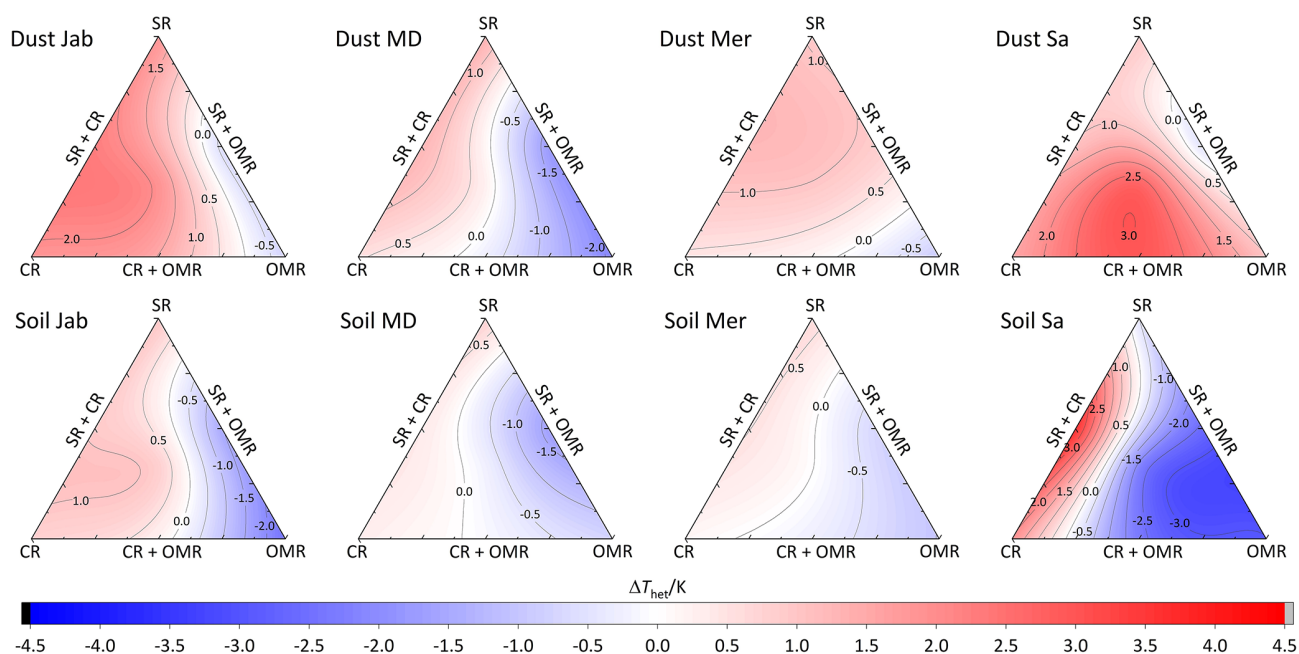 Dust Jab
SR
1.5
SR + CR
SR + OMR
0.0
0.5
2.0
1.0
-0.5
CR
CR + OMR
OMR
Dust MD
SR
1.0
SR + CR
SR + OMR
-0.5
-1.5
0.5
0.0
-1.0
-2.0
CR
CR + OMR
OMR
Dust Mer
SR
1.0
SR + CR
SR + OMR
1.0
0.5
0.0
-0.5
CR
CR + OMR
OMR
Dust Sa
SR
SR + CR
SR + OMR
0.0
1.0
2.5
0.5
2.0
3.0
1.5
CR
CR + OMR
OMR
Soil Jab
SR
SR + CR
SR + OMR
-0.5
0.5
-1.0
1.0
-1.5
0.0
-2.0
CR
CR + OMR
OMR
Soil MD
SR
0.5
SR + CR
SR + OMR
-1.0
-1.5
0.0
-0.5
CR
CR + OMR
OMR
Soil Mer
SR
0.5
SR + CR
SR + OMR
0.0
-0.5
CR
CR + OMR
OMR
Soil Sa
SR
1.0
-1.0
SR + CR
SR + OMR
2.5
0.5
-2.0
3.0
-1.5
1.5
0.0
2.0
-0.5
-2.5
-3.0
CR
CR + OMR
OMR
ΔThet/K
-4.5 -4.0 -3.5 -3.0 -2.5 -2.0 -1.5 -1.0 -0.5 0.0 0.5 1.0 1.5 2.0 2.5 3.0 3.5 4.0 4.5